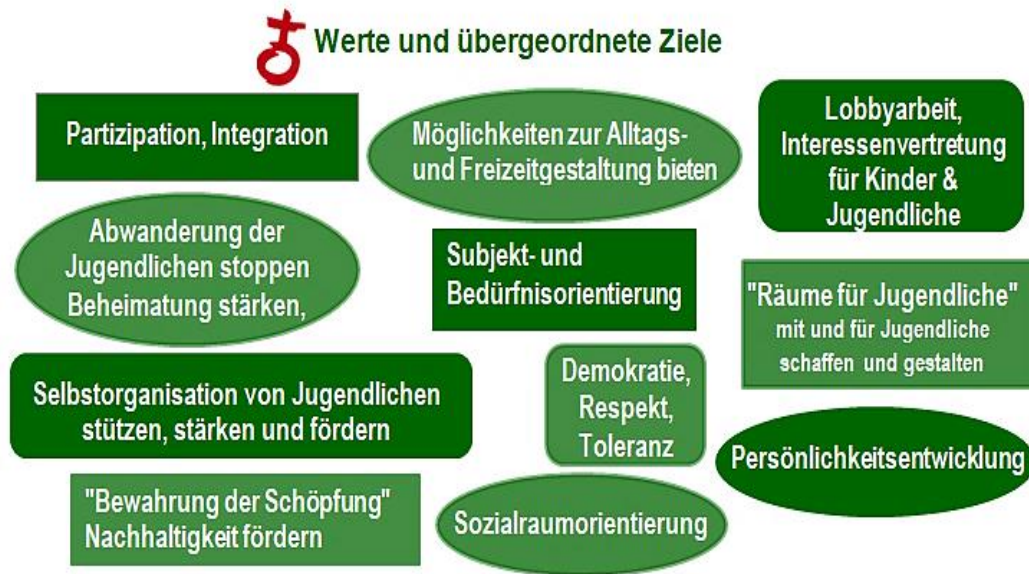 Werte und übergeordnete Ziele
Partizipation, Integration
Möglichkeiten zur Alltags-
und Freizeitgestaltung bieten
Lobbyarbeit,
Interessenvertretung
für Kinder &
Jugendliche
Abwanderung der
Jugendlichen stoppen
Beheimatung stärken,
Subjekt- und
Bedürfnisorientierung
"Räume für Jugendliche"
mit und für Jugendliche
schaffen und gestalten
Selbstorganisation von Jugendlichen
stützen, stärken und fördern
Demokratie,
Respekt,
Toleranz
Persönlichkeitsentwicklung
"Bewahrung der Schöpfung"
Nachhaltigkeit fördern
Sozialraumorientierung